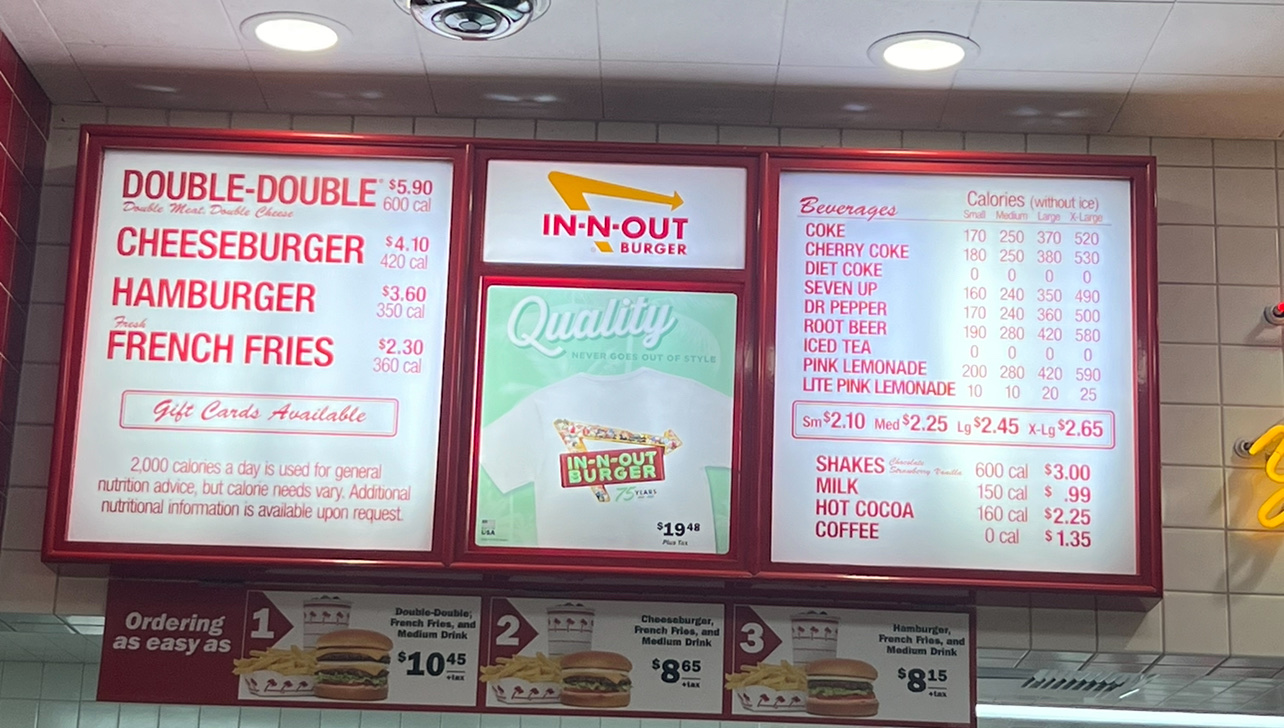 DOUBLE-DOUBLE® $5.90
Double Meat, Double Cheese 600 cal
CHEESEBURGER $4.10
420 cal
HAMBURGER $3.60
350 cal
Fresh
FRENCH FRIES $2.30
360 cal
Gift Cards Available
2,000 calories a day is used for general
nutrition advice, but calorie needs vary. Additional
nutritional information is available upon request.
IN-N-OUT
BURGER
Quality
NEVER GOES OUT OF STYLE
IN-N-OUT
BURGER
75 YEARS
USA
$19.48
Plus Tax
Beverages Calories (without ice)
Small Medium Large X-Large
COKE 170 250 370 520
CHERRY COKE 180 250 380 530
DIET COKE 0 0 0 0
SEVEN UP 160 240 350 490
DR PEPPER 170 240 360 500
ROOT BEER 190 280 420 580
ICED TEA 0 0 0 0
PINK LEMONADE 200 280 420 590
LITE PINK LEMONADE 10 10 20 25
Sm $2.10 Med $2.25 Lg $2.45 X-Lg $2.65
SHAKES Chocolate Strawberry Vanilla 600 cal $3.00
MILK 150 cal $ .99
HOT COCOA 160 cal $2.25
COFFEE 0 cal $1.35
Ordering
as easy as
1
Double-Double,
French Fries, and
Medium Drink
$10.45
+tax
2
Cheeseburger,
French Fries, and
Medium Drink
$8.65
+tax
3
Hamburger,
French Fries, and
Medium Drink
$8.15
+tax